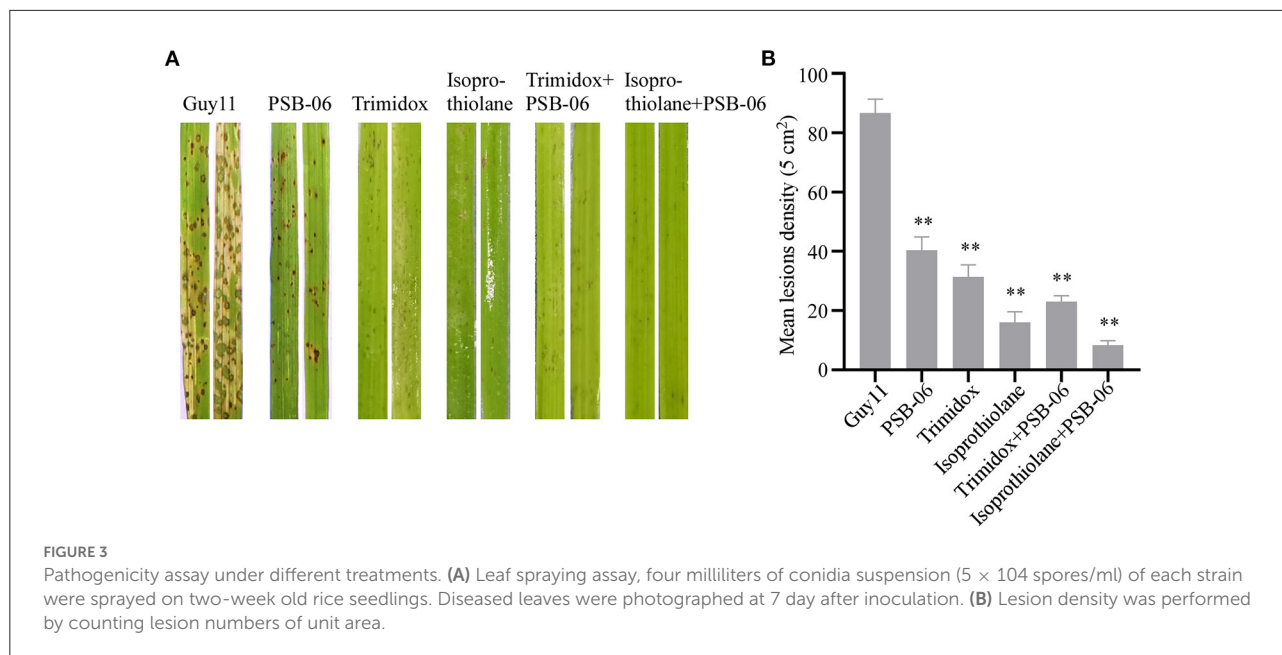 A
Guy11 PSB-06 Trimidox Isopro-
thiolane Trimidox+
PSB-06 Isopro-
thiolane+PSB-06
B
Mean lesions density (5 cm²)
100
80
60
40
20
0
**
**
**
**
**
Guy11
PSB-06
Trimidox
Isoprothiolane
Trimidox+PSB-06
Isoprothiolane+PSB-06
FIGURE 3
Pathogenicity assay under different treatments. (A) Leaf spraying assay, four milliliters of conidia suspension (5 × 104 spores/ml) of each strain
were sprayed on two-week old rice seedlings. Diseased leaves were photographed at 7 day after inoculation. (B) Lesion density was performed
by counting lesion numbers of unit area.